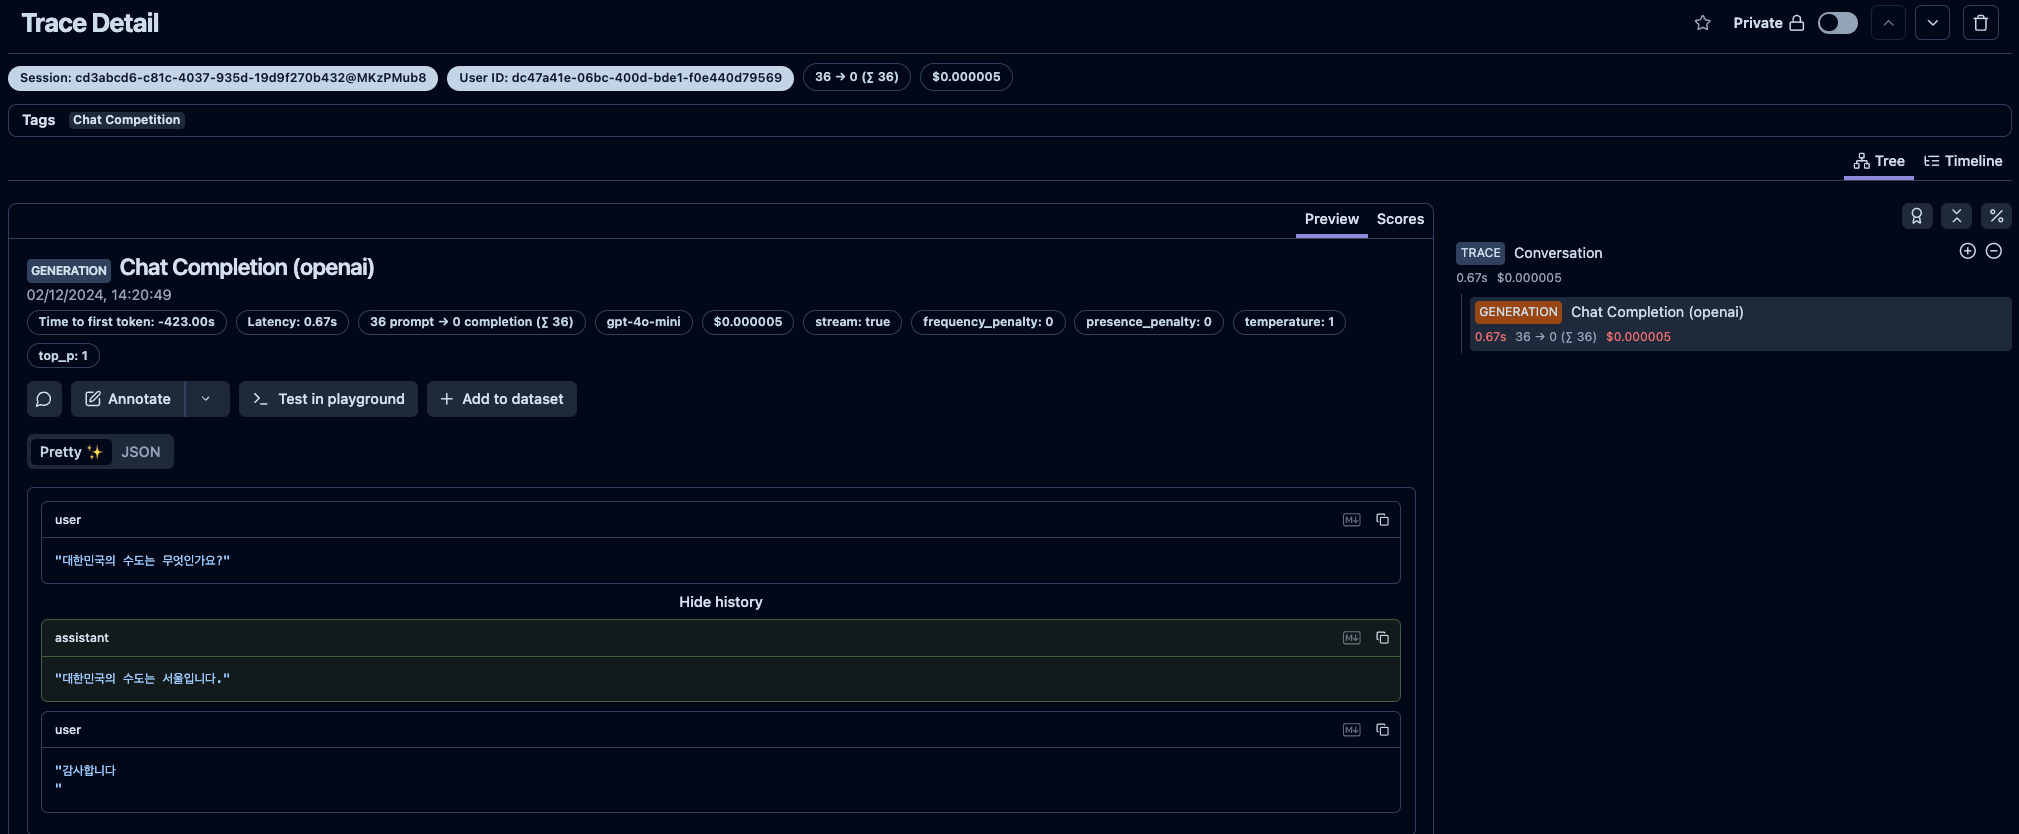 Trace Detail
Private
Session: cd3abcd6-c81c-4037-935d-19d9f270b432@MKzPMub8
User ID: dc47a41e-06bc-400d-bde1-f0e440d79569
36 → 0 (∑ 36)
$0.000005
Tags
Chat Competition
Tree
Timeline
Preview
Scores
GENERATION Chat Completion (openai)
02/12/2024, 14:20:49
Time to first token: -423.00s
Latency: 0.67s
36 prompt → 0 completion (∑ 36)
gpt-4o-mini
$0.000005
stream: true
frequency_penalty: 0
presence_penalty: 0
temperature: 1
top_p: 1
Annotate
Test in playground
Add to dataset
Pretty ✨
JSON
user
M↓
"대한민국의 수도는 무엇인가요?"
Hide history
assistant
M↓
"대한민국의 수도는 서울입니다."
user
M↓
"감사합니다
"
TRACE Conversation
0.67s $0.000005
GENERATION Chat Completion (openai)
0.67s 36 → 0 (∑ 36) $0.000005